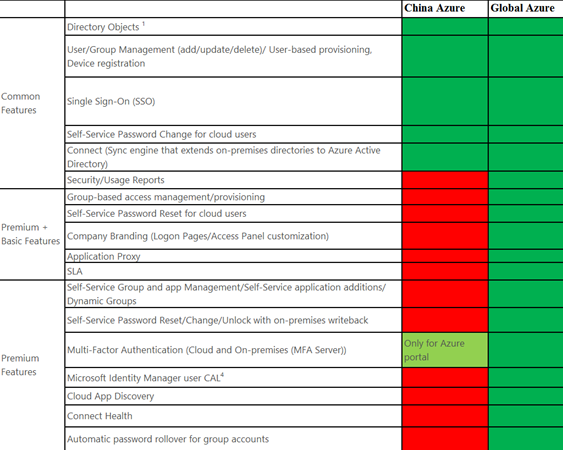 China Azure Global Azure
Directory Objects 1
User/Group Management (add/update/delete)/ User-based provisioning,
Device registration
Common
Features
Single Sign-On (SSO)
Self-Service Password Change for cloud users
Connect (Sync engine that extends on-premises directories to Azure Active
Directory)
Security/Usage Reports
Premium +
Basic Features
Group-based access management/provisioning
Self-Service Password Reset for cloud users
Company Branding (Logon Pages/Access Panel customization)
Application Proxy
SLA
Premium
Features
Self-Service Group and app Management/Self-Service application additions/
Dynamic Groups
Self-Service Password Reset/Change/Unlock with on-premises writeback
Multi-Factor Authentication (Cloud and On-premises (MFA Server))
Only for Azure
portal
Microsoft Identity Manager user CAL4
Cloud App Discovery
Connect Health
Automatic password rollover for group accounts